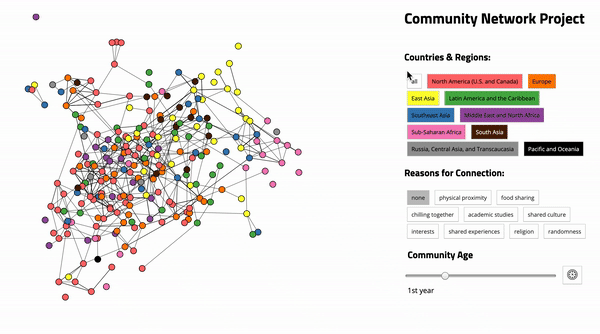 Community Network Project
Countries & Regions:
all North America (U.S. and Canada) Europe
East Asia Latin America and the Caribbean
Southeast Asia Middle East and North Africa
Sub-Saharan Africa South Asia
Russia, Central Asia, and Transcaucasia Pacific and Oceania
Reasons for Connection:
none physical proximity food sharing
chilling together academic studies shared culture
interests shared experiences religion randomness
Community Age
1st year